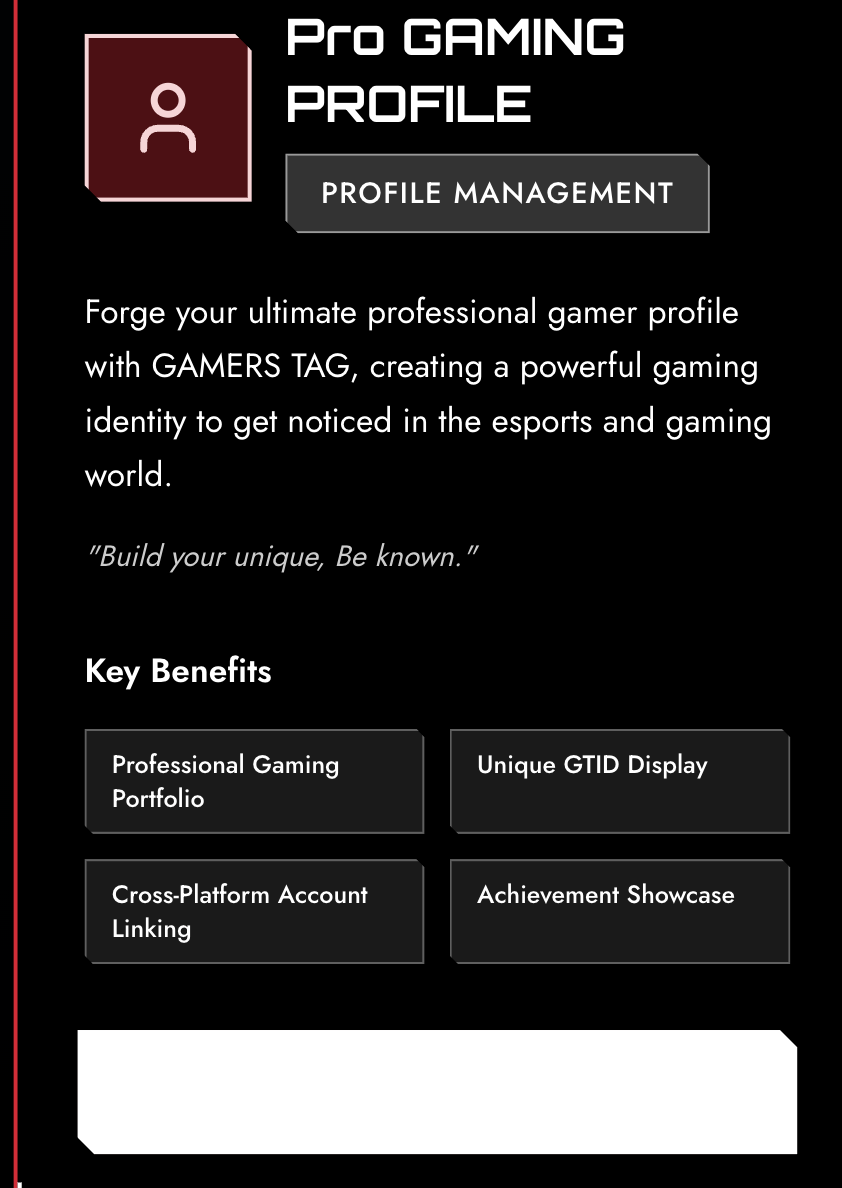 Pro GAMING
PROFILE
PROFILE MANAGEMENT
Forge your ultimate professional gamer profile
with GAMERS TAG, creating a powerful gaming
identity to get noticed in the esports and gaming
world.
"Build your unique, Be known."
Key Benefits
Professional Gaming
Portfolio
Unique GTID Display
Cross-Platform Account
Linking
Achievement Showcase